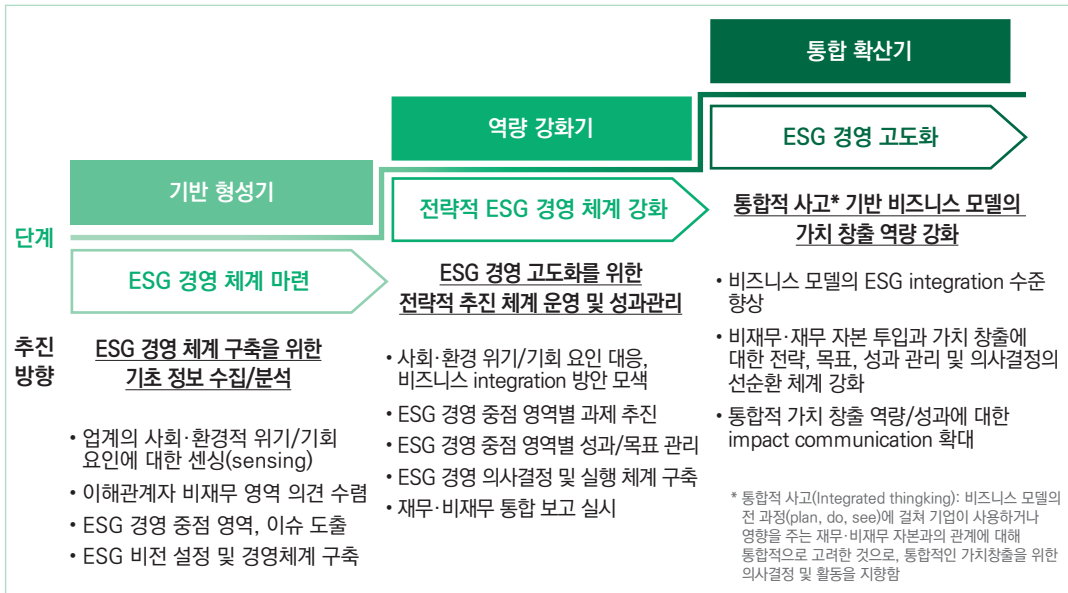 단계
추진
방향
기반 형성기
ESG 경영 체계 마련
ESG 경영 체계 구축을 위한
기초 정보 수집/분석
• 업계의 사회·환경적 위기/기회
요인에 대한 센싱(sensing)
• 이해관계자 비재무 영역 의견 수렴
• ESG 경영 중점 영역, 이슈 도출
• ESG 비전 설정 및 경영체계 구축
역량 강화기
전략적 ESG 경영 체계 강화
ESG 경영 고도화를 위한
전략적 추진 체계 운영 및 성과관리
• 사회·환경 위기/기회 요인 대응,
비즈니스 integration 방안 모색
• ESG 경영 중점 영역별 과제 추진
• ESG 경영 중점 영역별 성과/목표 관리
• ESG 경영 의사결정 및 실행 체계 구축
• 재무·비재무 통합 보고 실시
통합 확산기
ESG 경영 고도화
통합적 사고* 기반 비즈니스 모델의
가치 창출 역량 강화
• 비즈니스 모델의 ESG integration 수준
향상
• 비재무·재무 자본 투입과 가치 창출에
대한 전략, 목표, 성과 관리 및 의사결정의
선순환 체계 강화
• 통합적 가치 창출 역량/성과에 대한
impact communication 확대
* 통합적 사고(Integrated thingking): 비즈니스 모델의
전 과정(plan, do, see)에 걸쳐 기업이 사용하거나
영향을 주는 재무·비재무 자본과의 관계에 대해
통합적으로 고려한 것으로, 통합적인 가치창출을 위한
의사결정 및 활동을 지향함